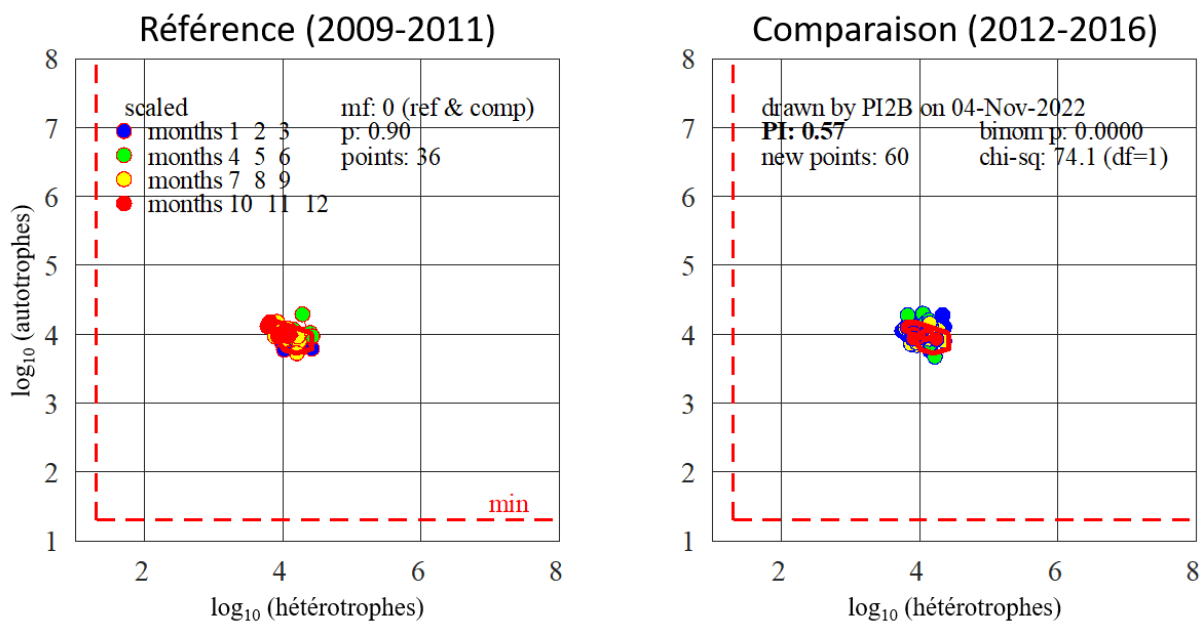 Référence (2009-2011)
Comparaison (2012-2016)
8
7
6
5
4
3
2
1
log10 (autotrophes)
scaled
mf: 0 (ref & comp)
months 1 2 3
p: 0.90
months 4 5 6
points: 36
months 7 8 9
months 10 11 12
min
2
4
6
8
log10 (hétérotrophes)
8
7
6
5
4
3
2
1
drawn by PI2B on 04-Nov-2022
PI: 0.57
binom p: 0.0000
new points: 60
chi-sq: 74.1 (df=1)
2
4
6
8
log10 (hétérotrophes)